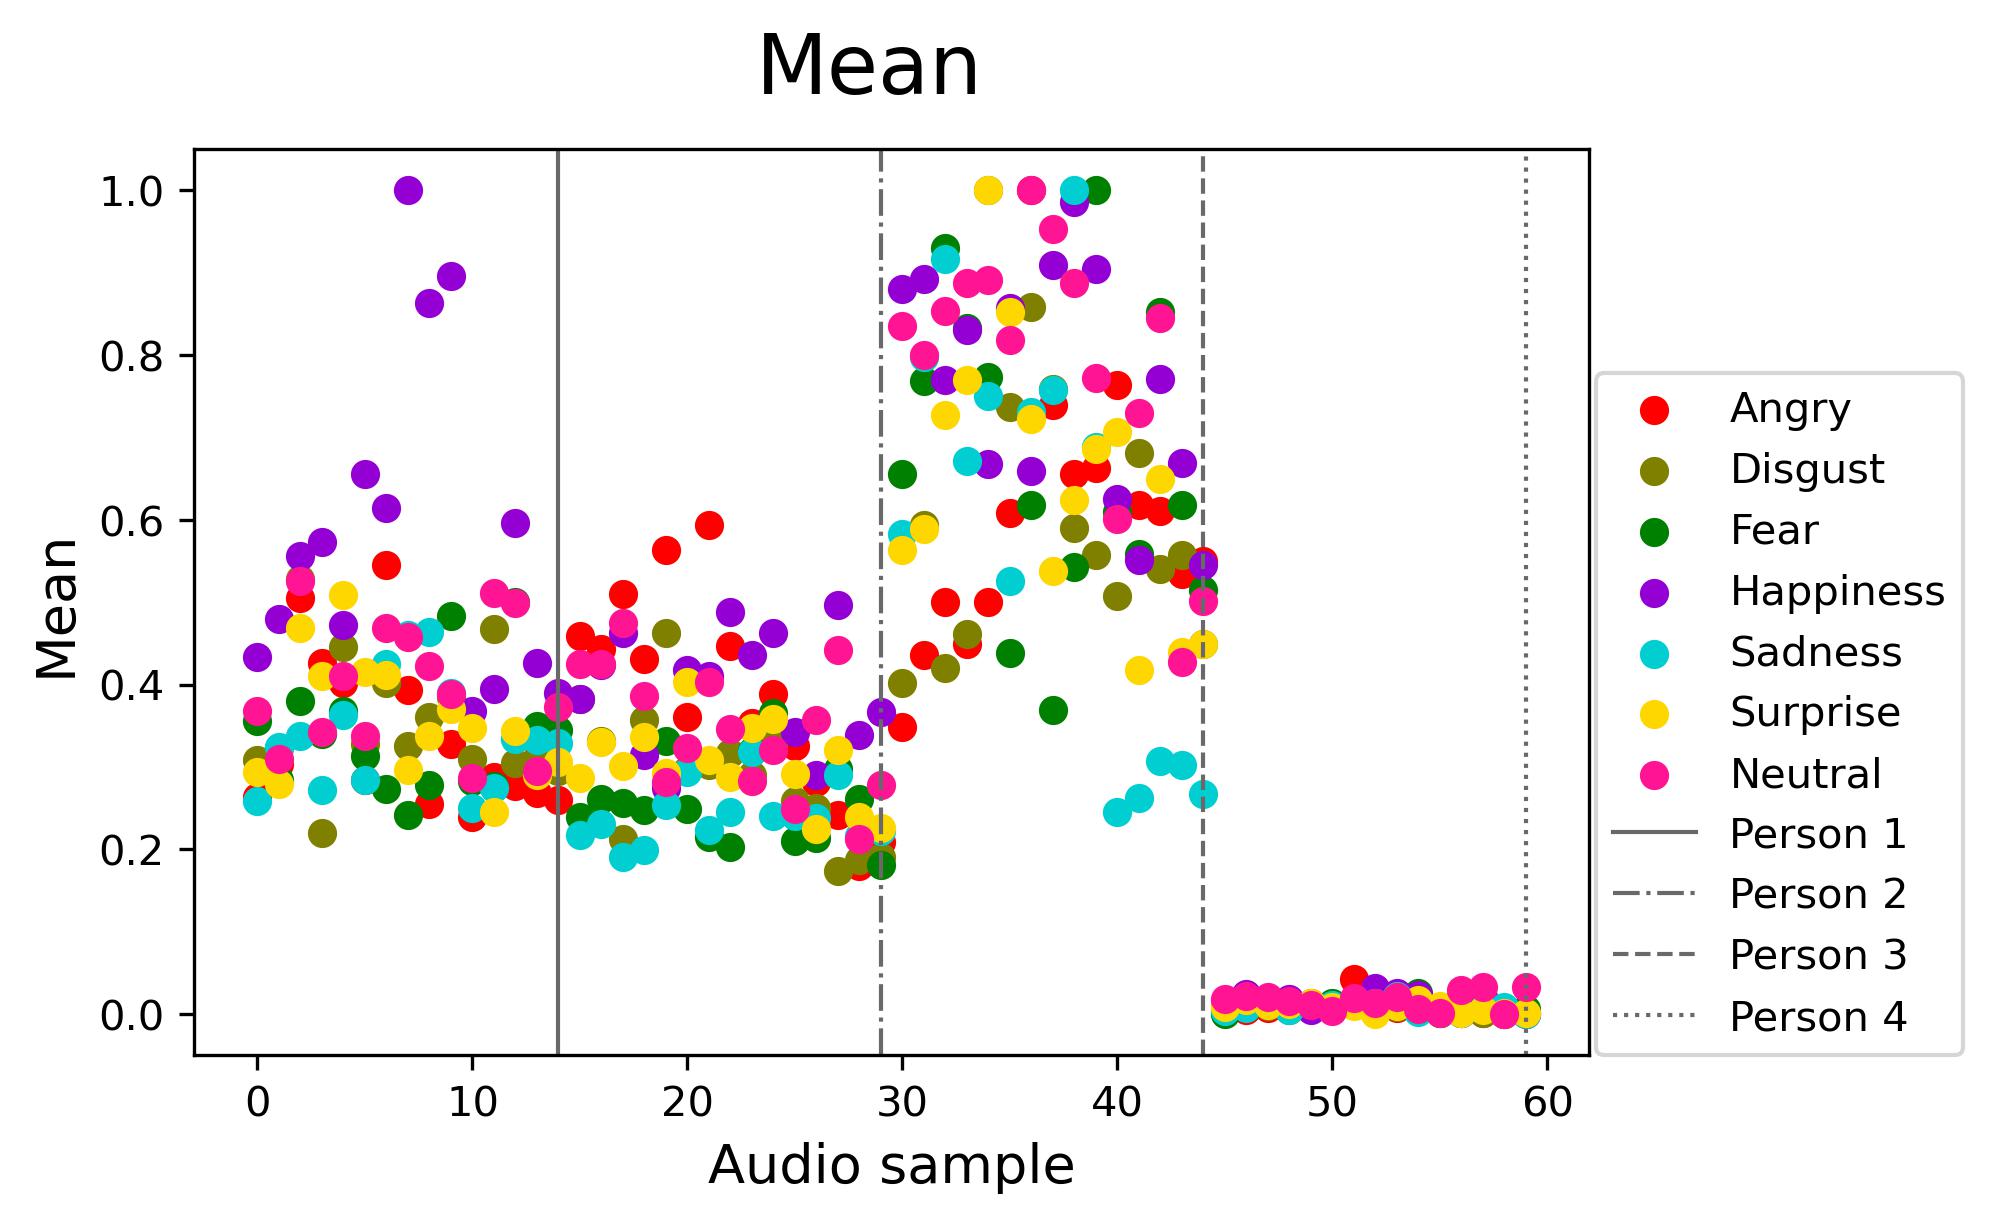 Mean
1.0
0.8
0.6
0.4
0.2
0.0
Mean
0
10
20
30
40
50
60
Audio sample
Angry
Disgust
Fear
Happiness
Sadness
Surprise
Neutral
Person 1
Person 2
Person 3
Person 4